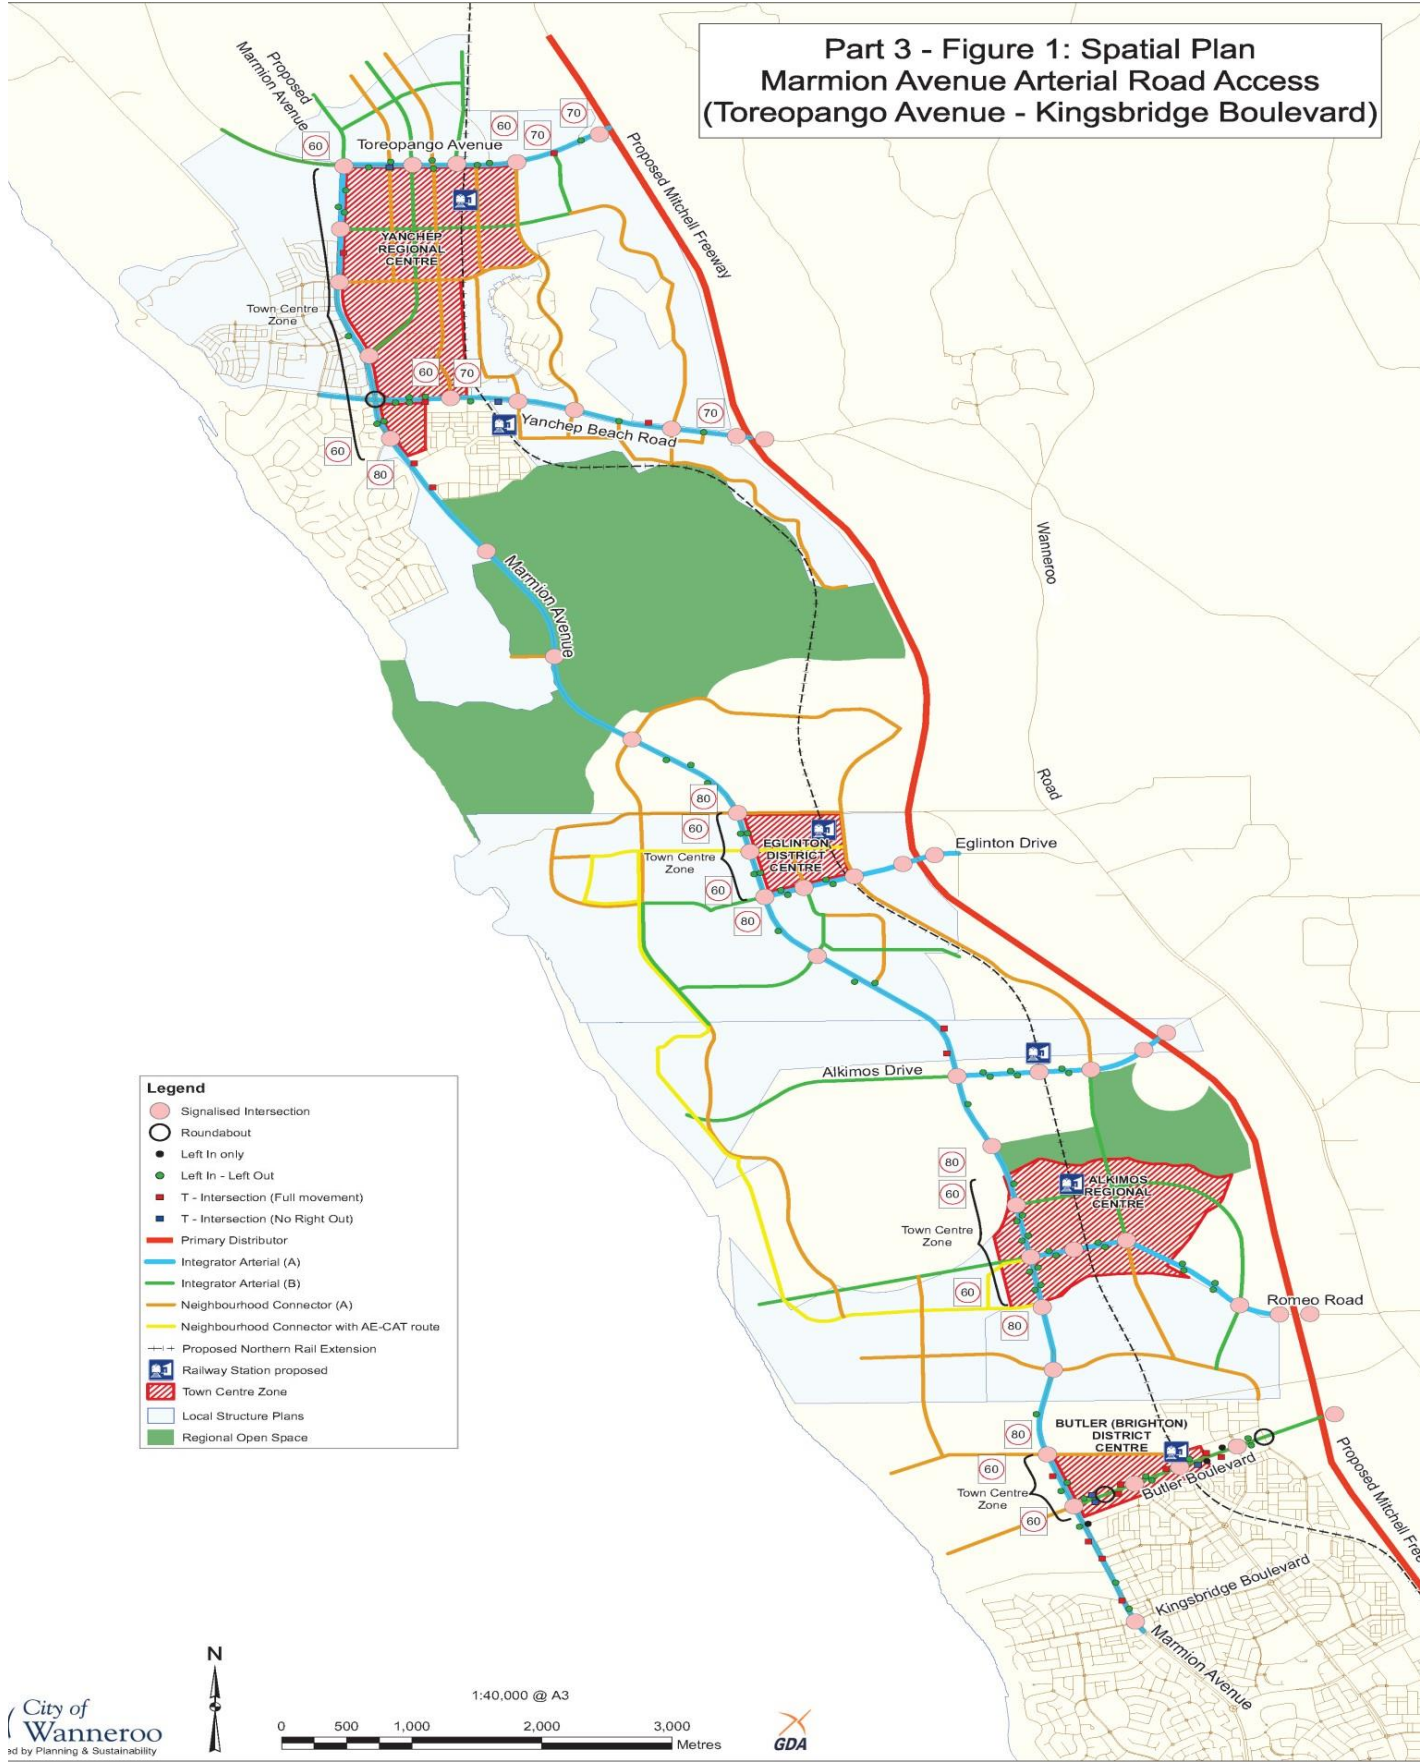 Part 3 - Figure 1: Spatial Plan
Marmion Avenue Arterial Road Access
(Toreopango Avenue - Kingsbridge Boulevard)
Proposed
Marmion Avenue
60
Toreopango Avenue
60
70
70
Proposed Mitchell Freeway
YANCHEP
REGIONAL
CENTRE
Town Centre
Zone
60
70
70
Yanchep Beach Road
60
80
Wanneroo
Road
Marmion Avenue
80
60
Town Centre
Zone
EGLINTON
DISTRICT
CENTRE
Eglinton Drive
60
80
Alkimos Drive
80
60
ALKIMOS
REGIONAL
CENTRE
Town Centre
Zone
60
80
Romeo Road
BUTLER (BRIGHTON)
DISTRICT
CENTRE
80
60
Town Centre
Zone
60
Butler Boulevard
Proposed Mitchell Free
Kingsbridge Boulevard
Marmion Avenue
Legend
Signalised Intersection
Roundabout
Left In only
Left In - Left Out
T - Intersection (Full movement)
T - Intersection (No Right Out)
Primary Distributor
Integrator Arterial (A)
Integrator Arterial (B)
Neighbourhood Connector (A)
Neighbourhood Connector with AE-CAT route
Proposed Northern Rail Extension
Railway Station proposed
Town Centre Zone
Local Structure Plans
Regional Open Space
N
1:40,000 @ A3
0 500 1,000 2,000 3,000
Metres
GDA
City of
Wanneroo
ed by Planning & Sustainability